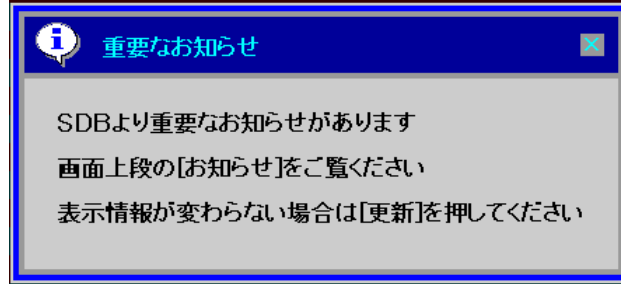 重要なお知らせ
SDBより重要なお知らせがあります
画面上段の[お知らせ]をご覧ください
表示情報が変わらない場合は[更新]を押してください